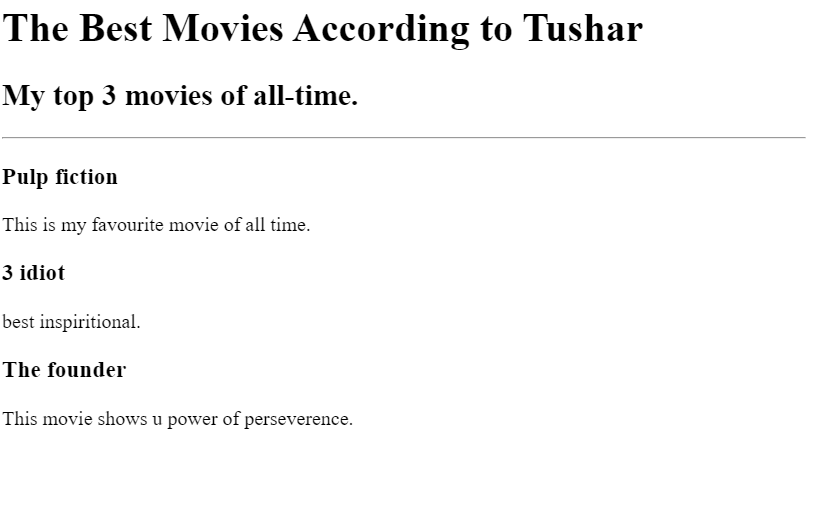 The Best Movies According to Tushar
My top 3 movies of all-time.
Pulp fiction
This is my favourite movie of all time.
3 idiot
best inspiritional.
The founder
This movie shows u power of perseverence.